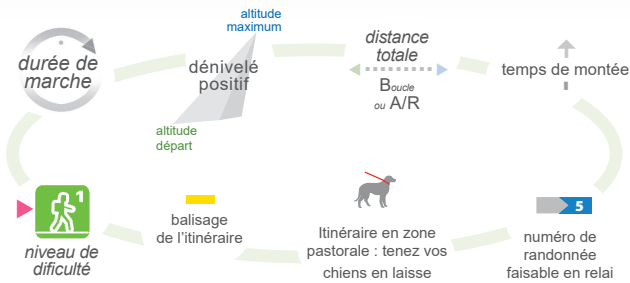 durée de
marche
altitude
maximum
dénivelé
positif
altitude
départ
distance
totale
Boucle
ou A/R
temps de montée
1
niveau de
dificulté
balisage
de l'itinéraire
Itinéraire en zone
pastorale : tenez vos
chiens en laisse
5
numéro de
randonnée
faisable en relai